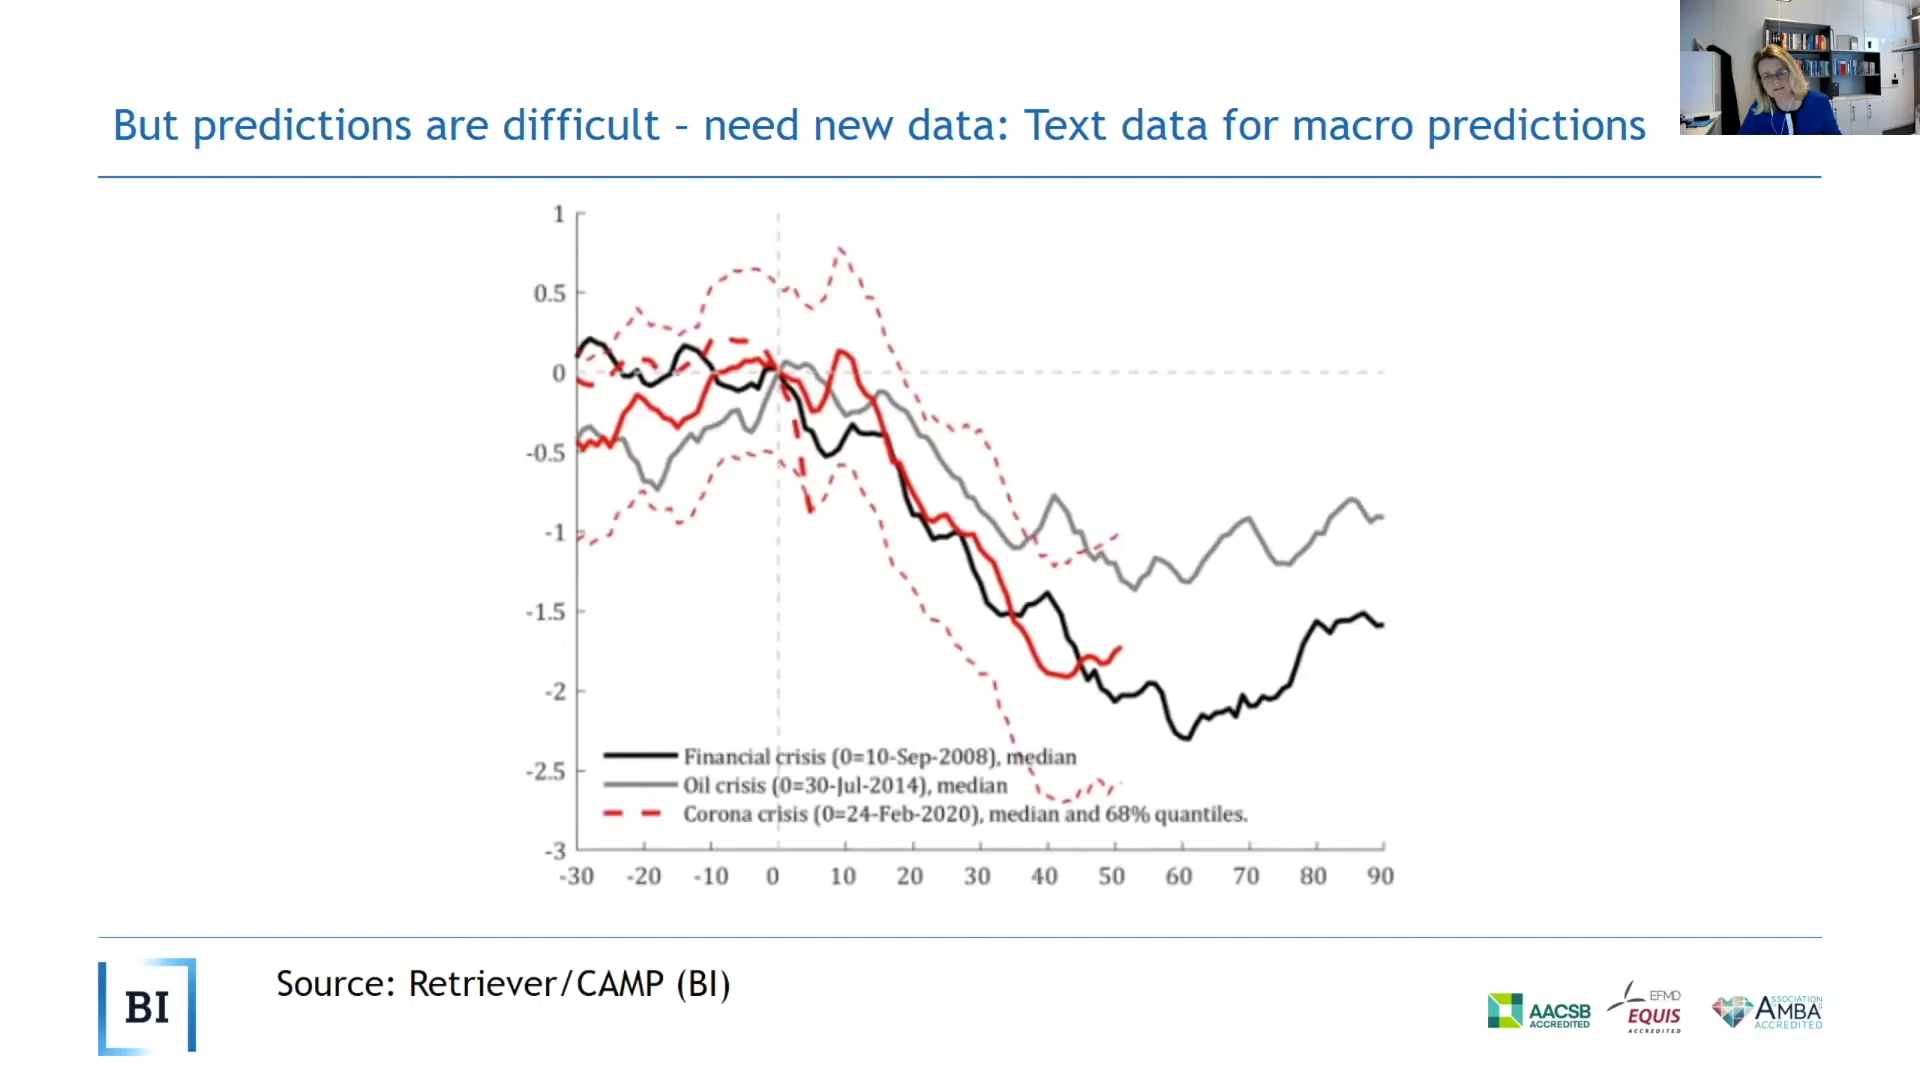 But predictions are difficult – need new data: Text data for macro predictions
1
0.5
0
-0.5
-1
-1.5
-2
-2.5
-3
Financial crisis (0=10-Sep-2008), median
Oil crisis (0=30-Jul-2014), median
Corona crisis (0=24-Feb-2020), median and 68% quantiles.
-30 -20 -10 0 10 20 30 40 50 60 70 80 90
BI
Source: Retriever/CAMP (BI)
AACSB
ACCREDITED
EFMD
EQUIS
ACCREDITED
ASSOCIATION
AMBA
ACCREDITED